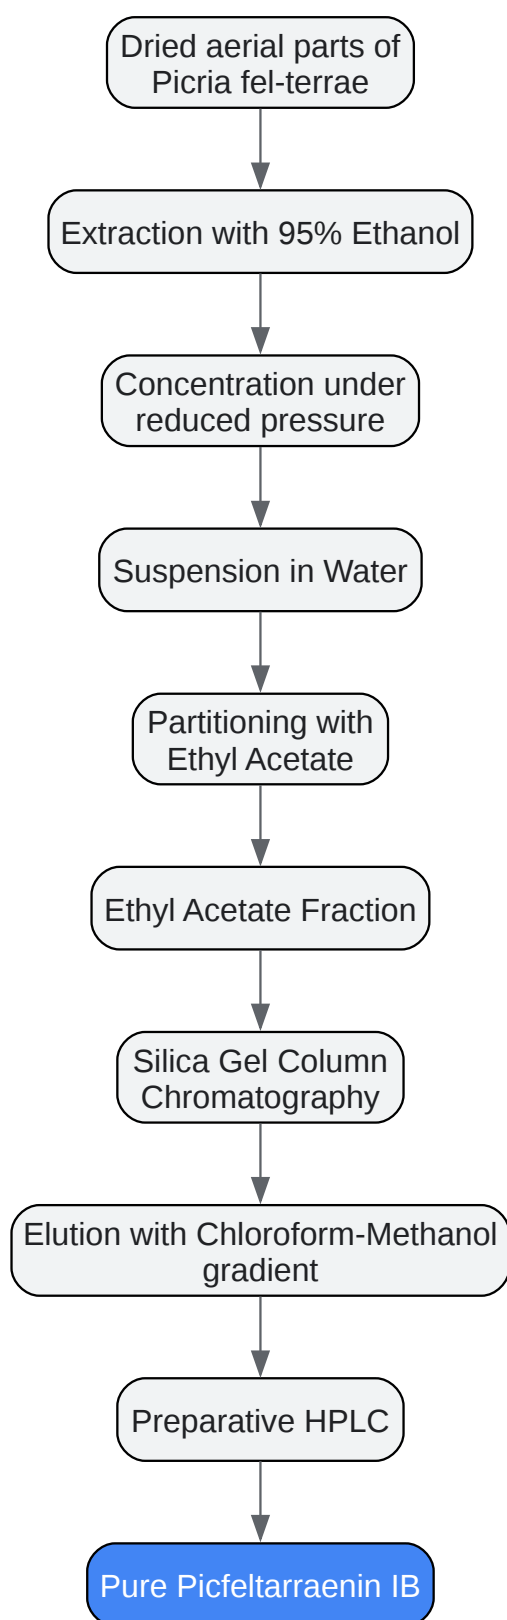 Dried aerial parts of
Picria fel-terrae
Extraction with 95% Ethanol
Concentration under
reduced pressure
Suspension in Water
Partitioning with
Ethyl Acetate
Ethyl Acetate Fraction
Silica Gel Column
Chromatography
Elution with Chloroform-Methanol
gradient
Preparative HPLC
Pure Picfeltarraenin IB